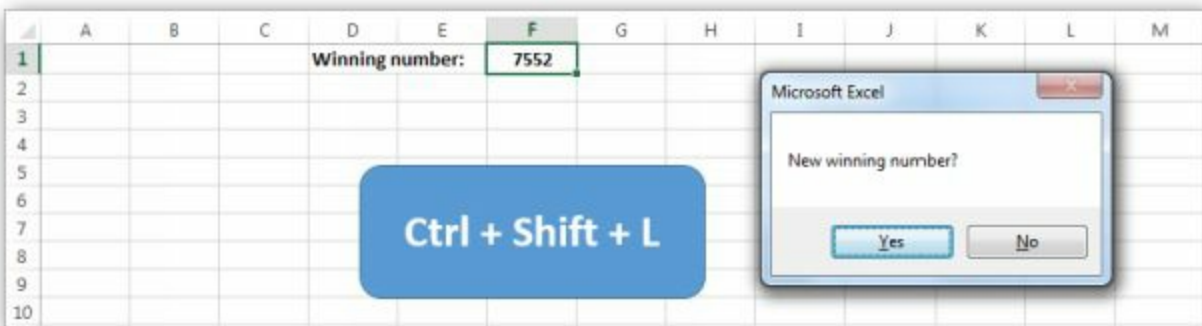 A B C D E F G H I J K L M
1 Winning number: 7552
2
3
4
5
6
7
8
9
10
Ctrl + Shift + L
Microsoft Excel
New winning number?
Yes No